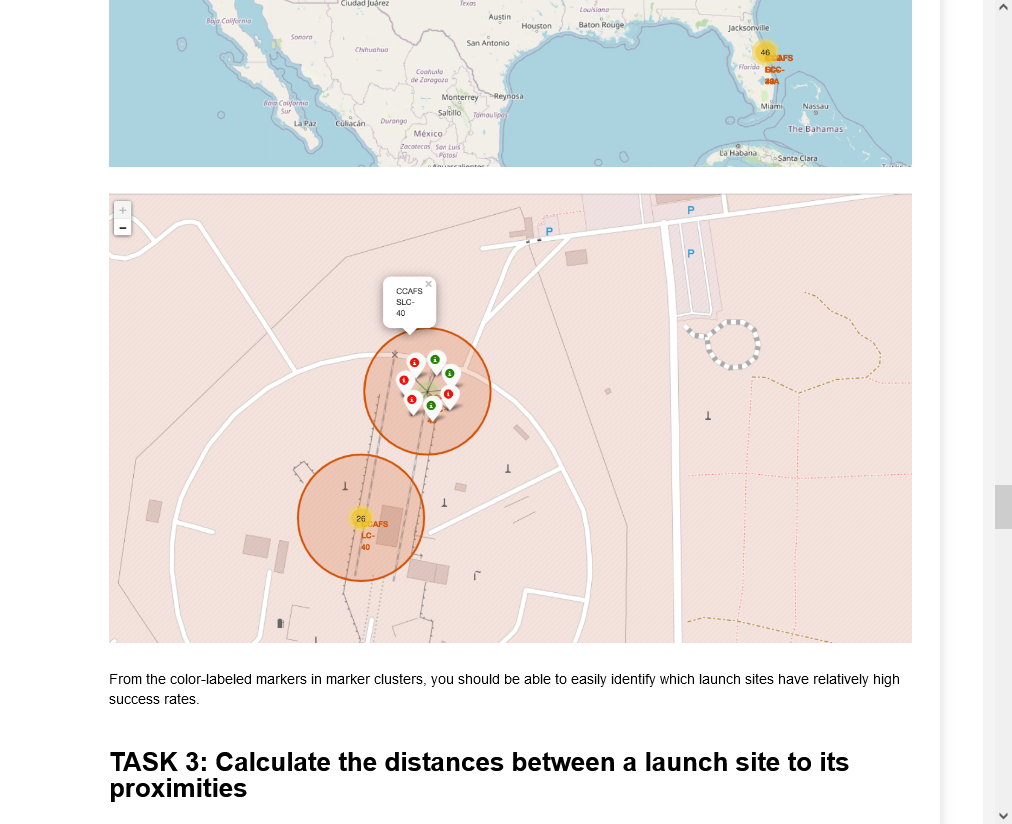 Ciudad Juárez
Texas
Louisiana
Baja California
Austin
Houston
Baton Rouge
Jacksonville
Sonora
San Antonio
Chihuahua
46
Florida
Coahuila
de Zaragoza
Monterrey
Reynosa
Baja California
Sur
Saltillo
Tamaulipas
Miami
Nassau
La Paz
Culiacán
Durango
México
The Bahamas
Zacatecas
San Luis
Potosí
La Habana
Santa Clara
Aguascalientes
+
−
P
P
P
CCAFS
SLC-
40
×
26
CCAFS
LC-
40
From the color-labeled markers in marker clusters, you should be able to easily identify which launch sites have relatively high
success rates.
TASK 3: Calculate the distances between a launch site to its
proximities